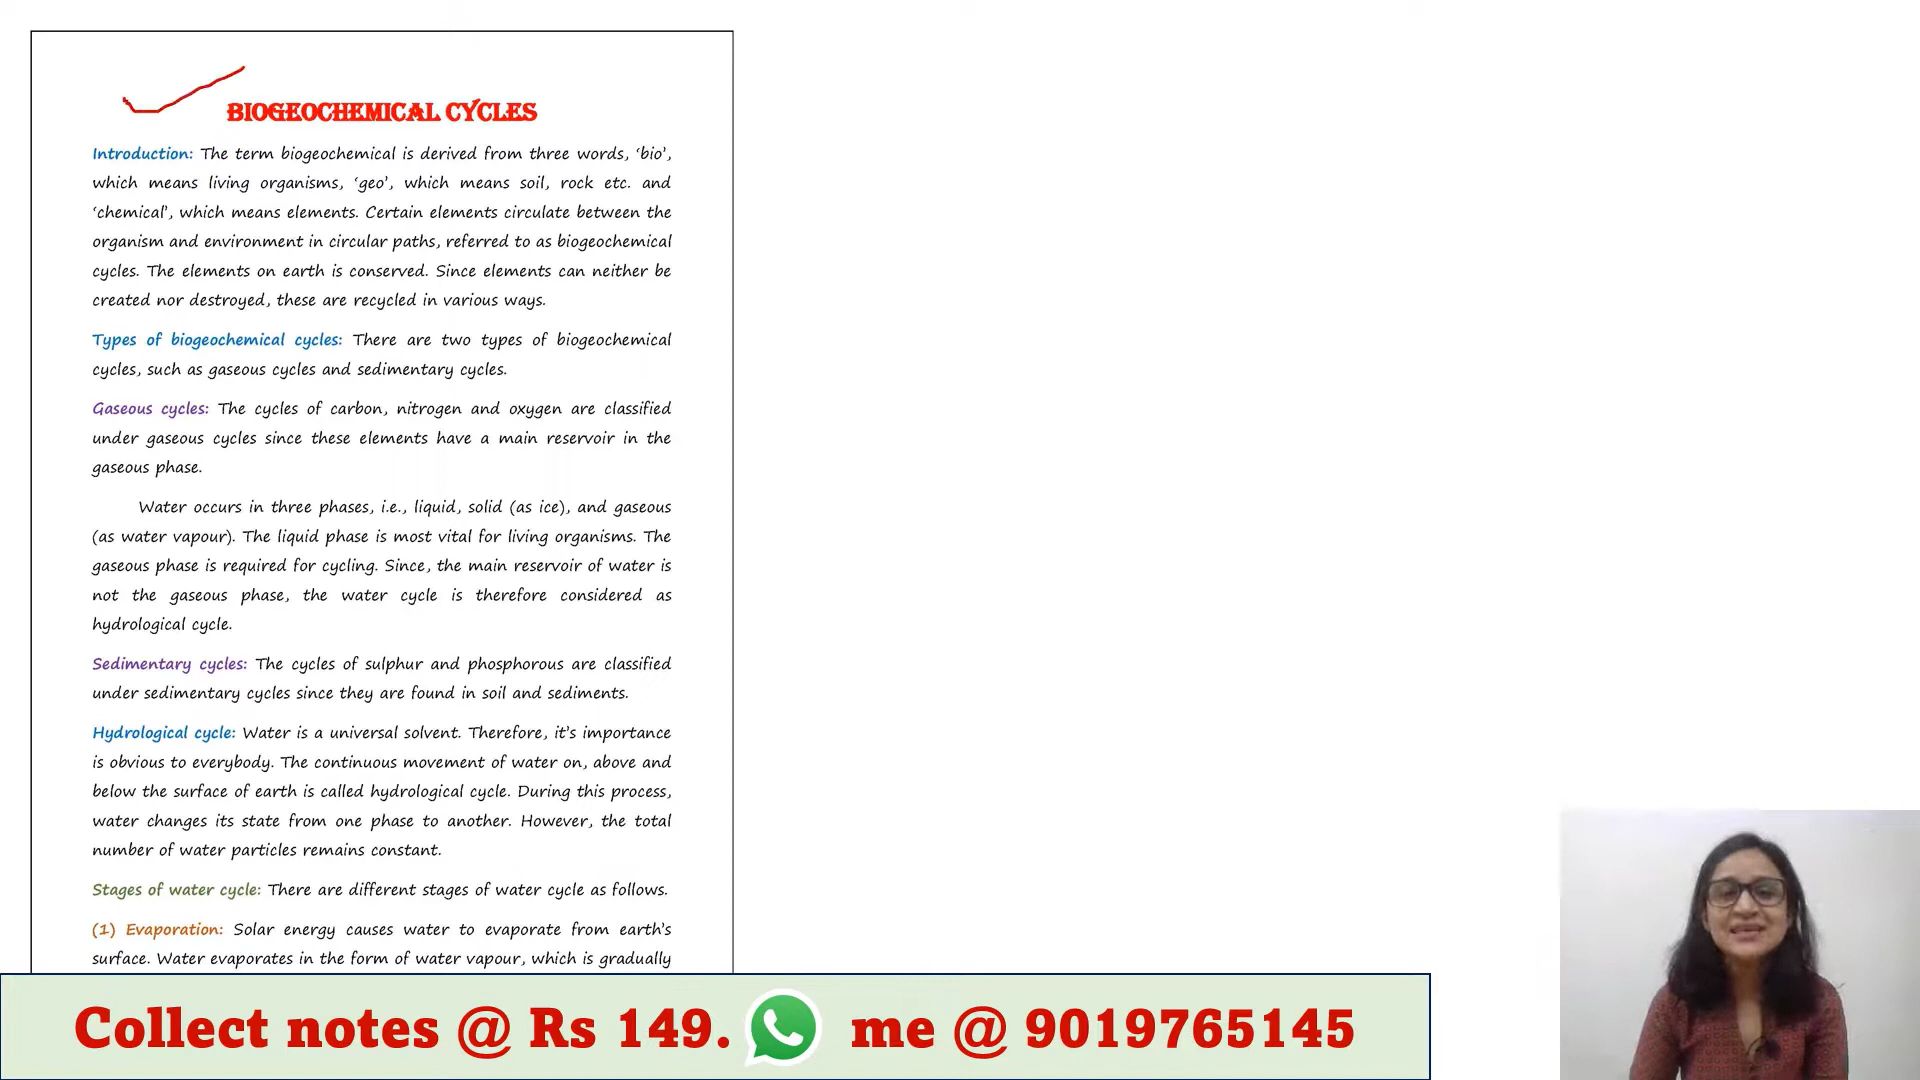 BIOGEOCHEMICAL CYCLES
Introduction: The term biogeochemical is derived from three words, ‘bio’,
which means living organisms, ‘geo’, which means soil, rock etc. and
‘chemical’, which means elements. Certain elements circulate between the
organism and environment in circular paths, referred to as biogeochemical
cycles. The elements on earth is conserved. Since elements can neither be
created nor destroyed, these are recycled in various ways.
Types of biogeochemical cycles: There are two types of biogeochemical
cycles, such as gaseous cycles and sedimentary cycles.
Gaseous cycles: The cycles of carbon, nitrogen and oxygen are classified
under gaseous cycles since these elements have a main reservoir in the
gaseous phase.
Water occurs in three phases, i.e., liquid, solid (as ice), and gaseous
(as water vapour). The liquid phase is most vital for living organisms. The
gaseous phase is required for cycling. Since, the main reservoir of water is
not the gaseous phase, the water cycle is therefore considered as
hydrological cycle.
Sedimentary cycles: The cycles of sulphur and phosphorous are classified
under sedimentary cycles since they are found in soil and sediments.
Hydrological cycle: Water is a universal solvent. Therefore, it’s importance
is obvious to everybody. The continuous movement of water on, above and
below the surface of earth is called hydrological cycle. During this process,
water changes its state from one phase to another. However, the total
number of water particles remains constant.
Stages of water cycle: There are different stages of water cycle as follows.
(1) Evaporation: Solar energy causes water to evaporate from earth’s
surface. Water evaporates in the form of water vapour, which is gradually
Collect notes @ Rs 149. me @ 9019765145